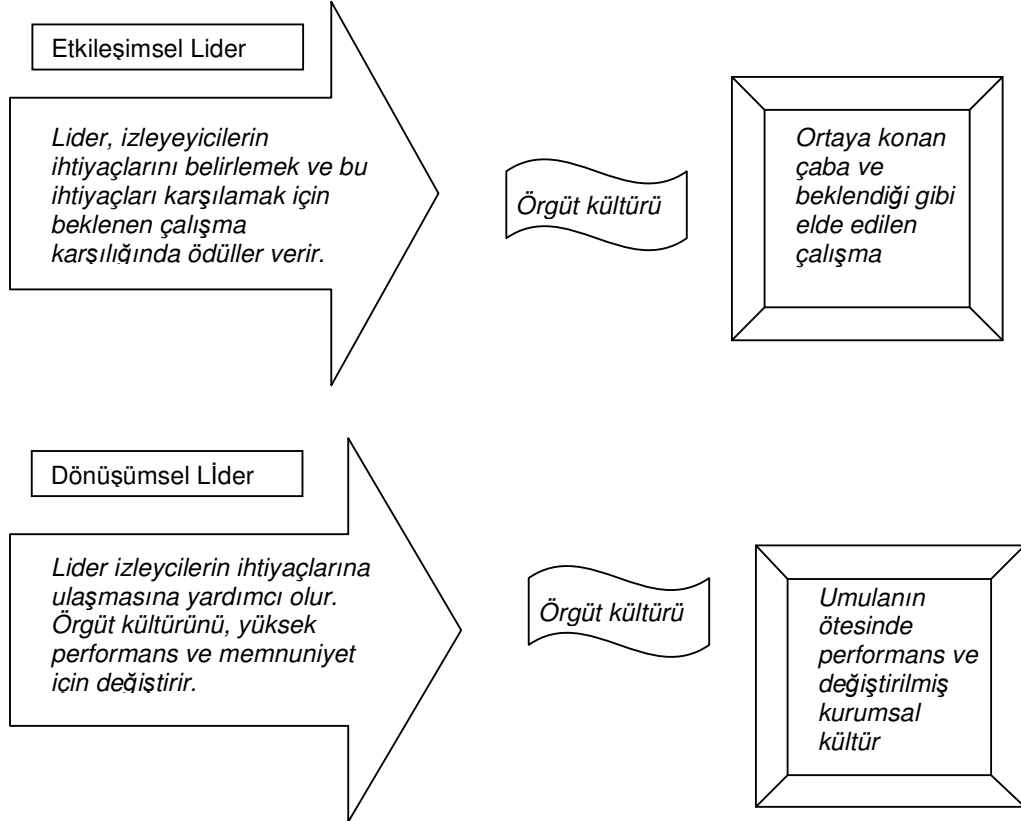 Etkileşimsel Lider
Lider, izleyeyicilerin
ihtiyaçlarını belirlemek ve bu
ihtiyaçları karşılamak için
beklenen çalışma
karşılığında ödüller verir.
Örgüt kültürü
Ortaya konan
çaba ve
beklendiği gibi
elde edilen
çalışma
Dönüşümsel Lİder
Lider izleycilerin ihtiyaçlarına
ulaşmasına yardımcı olur.
Örgüt kültürünü, yüksek
performans ve memnuniyet
için değiştirir.
Örgüt kültürü
Umulanın
ötesinde
performans ve
değiştirilmiş
kurumsal
kültür